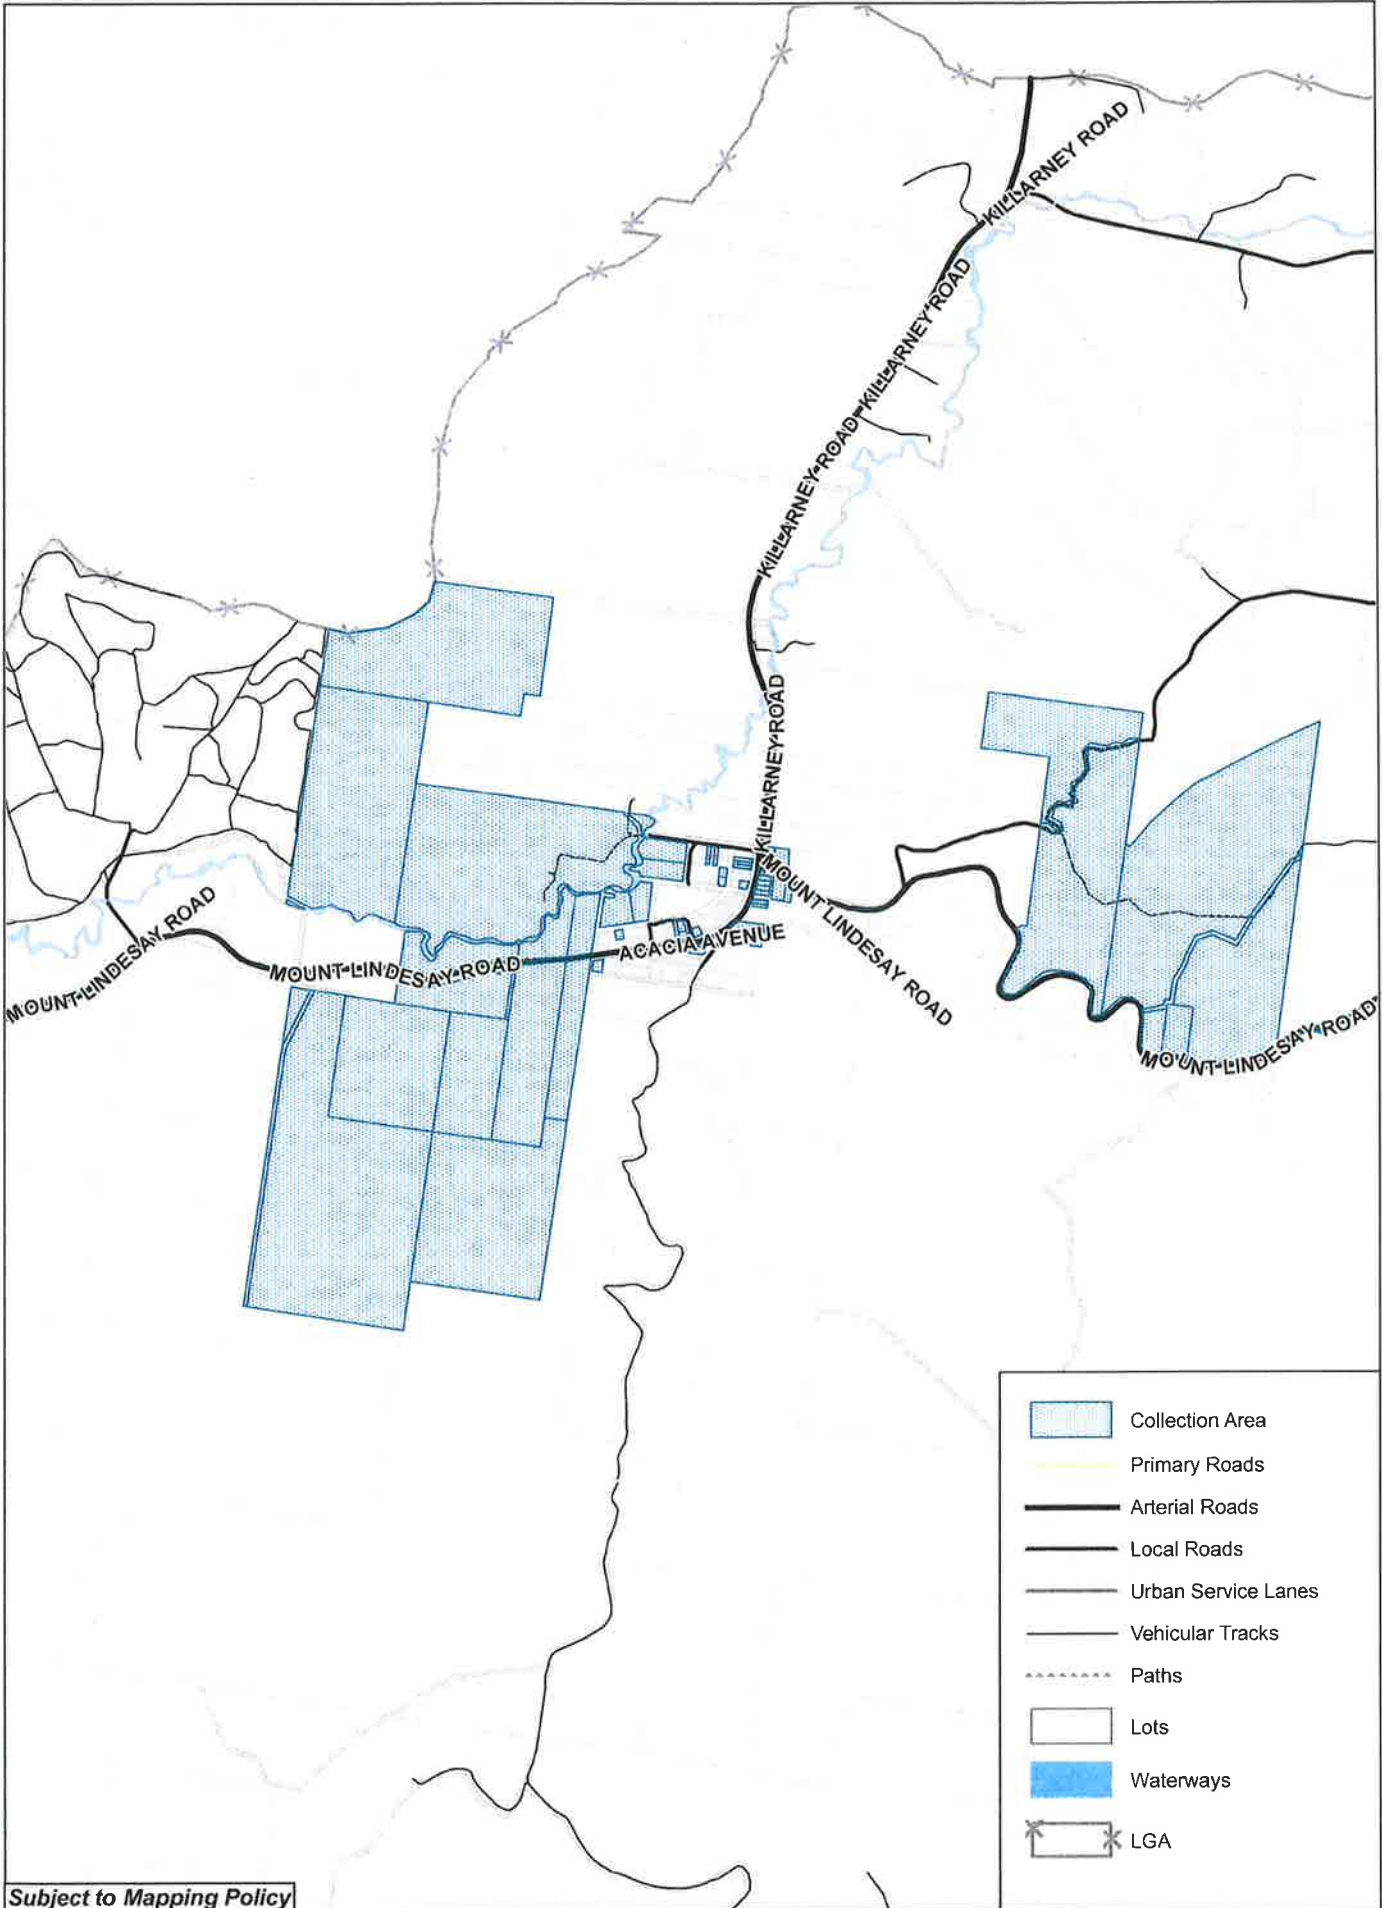 KILLARNEY ROAD
KILLARNEY ROAD
KILLARNEY ROAD
KILLARNEY ROAD
MOUNT LINDESAY ROAD
MOUNT LINDESAY ROAD
ACACIA AVENUE
MOUNT LINDESAY ROAD
MOUNT LINDESAY ROAD
Collection Area
Primary Roads
Arterial Roads
Local Roads
Urban Service Lanes
Vehicular Tracks
Paths
Lots
Waterways
LGA
Subject to Mapping Policy